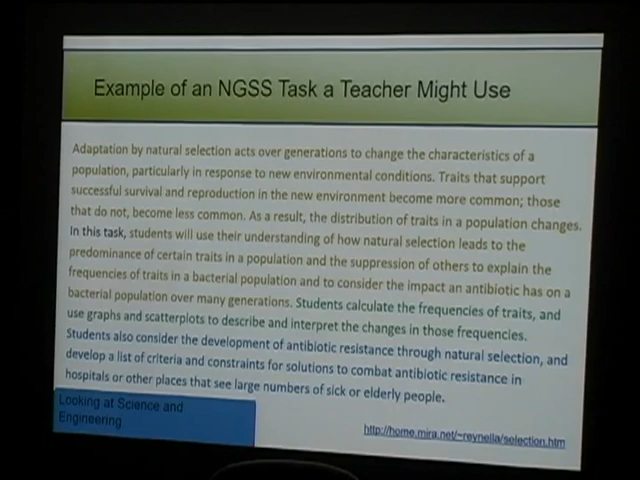 Example of an NGSS Task a Teacher Might Use
Adaptation by natural selection acts over generations to change the characteristics of a
population, particularly in response to new environmental conditions. Traits that support
successful survival and reproduction in the new environment become more common; those
that do not, become less common. As a result, the distribution of traits in a population changes.
In this task, students will use their understanding of how natural selection leads to the
predominance of certain traits in a population and the suppression of others to explain the
frequencies of traits in a bacterial population and to consider the impact an antibiotic has on a
bacterial population over many generations. Students calculate the frequencies of traits, and
use graphs and scatterplots to describe and interpret the changes in those frequencies.
Students also consider the development of antibiotic resistance through natural selection, and
develop a list of criteria and constraints for solutions to combat antibiotic resistance in
hospitals or other places that see large numbers of sick or elderly people.
Looking at Science and
Engineering
http://home.mira.net/~reynella/selection.htm